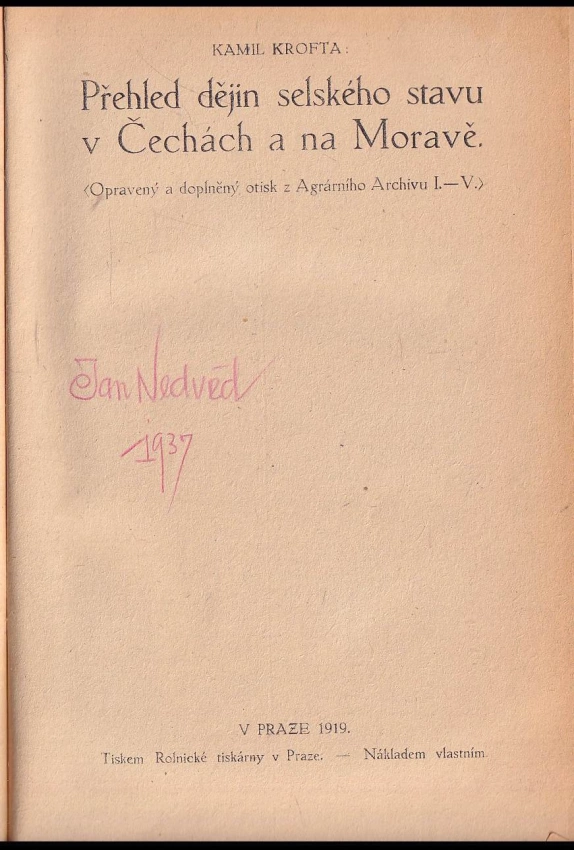 KAMIL KROFTA:
Přehled dějin selského stavu
v Čechách a na Moravě.
(Opravený a doplněný otisk z Agrárního Archivu I.—V.)
Jan Nedvěd
1937
V PRAZE 1919.
Tiskem Rolnické tiskárny v Praze. — Nákladem vlastním.